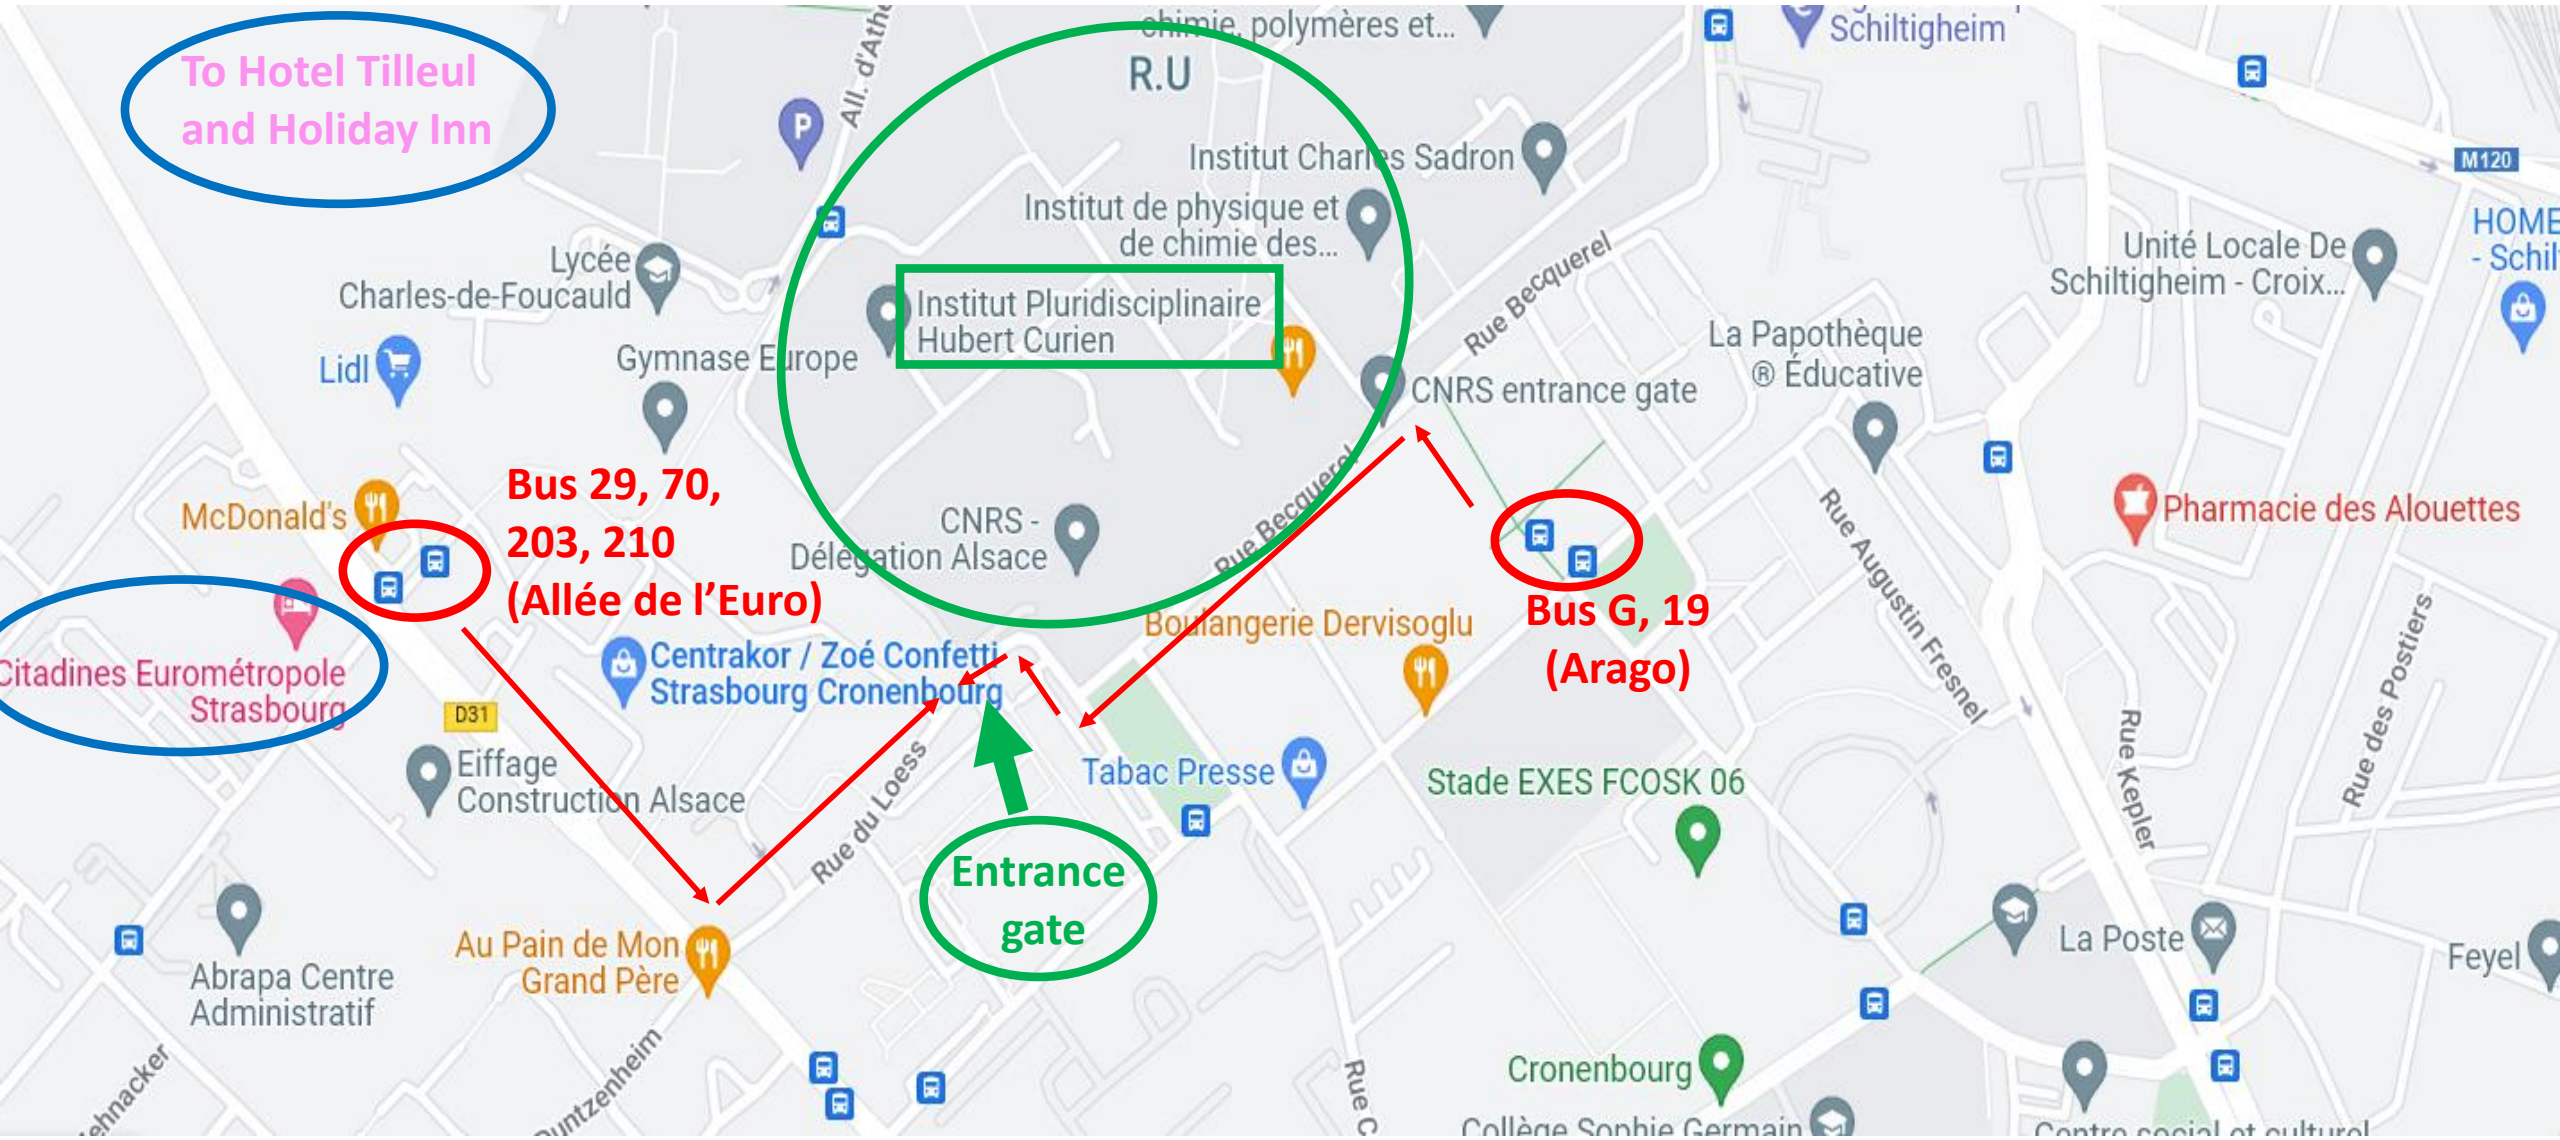 chimie, polymères et...
Schiltigheim
To Hotel Tilleul
and Holiday Inn
All. d'Ath
P
R.U
M120
Institut Charles Sadron
Institut de physique et
de chimie des...
HOME
- Schil
Unité Locale De
Schiltigheim - Croix...
Lycée
Charles-de-Foucauld
Rue Becquerel
Institut Pluridisciplinaire
Hubert Curien
La Papothèque
® Éducative
Lidl
Gymnase Europe
CNRS entrance gate
McDonald's
Bus 29, 70,
203, 210
(Allée de l'Euro)
CNRS -
Délégation Alsace
Rue Becquerel
Rue Augustin Fresnel
Pharmacie des Alouettes
Bus G, 19
(Arago)
Boulangerie Dervisoglu
Citadines Eurométropole
Strasbourg
Centrakor / Zoé Confetti
Strasbourg Cronenbourg
D31
Rue des Postiers
Rue Kepler
Eiffage
Construction Alsace
Rue du Loess
Tabac Presse
Stade EXES FCOSK 06
Entrance
gate
Au Pain de Mon
Grand Père
Abrapa Centre
Administratif
La Poste
Feyel
Cronenbourg
Rue C
Collège Sophie Germain
Centre social et culturel